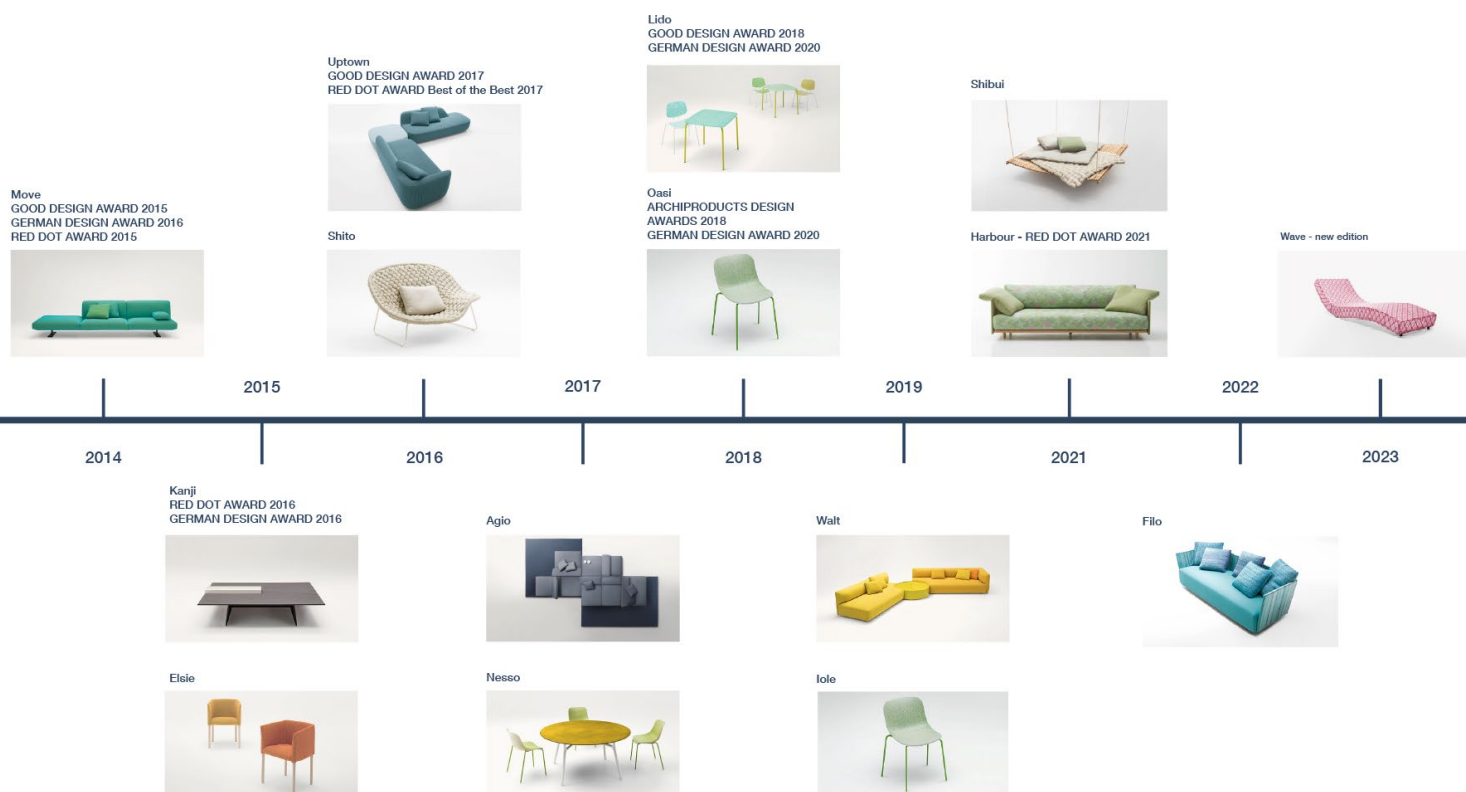 Lido
GOOD DESIGN AWARD 2018
GERMAN DESIGN AWARD 2020
Uptown
GOOD DESIGN AWARD 2017
RED DOT AWARD Best of the Best 2017
Shibui
Move
GOOD DESIGN AWARD 2015
GERMAN DESIGN AWARD 2016
RED DOT AWARD 2015
Shito
Oasi
ARCHIPRODUCTS DESIGN
AWARDS 2018
GERMAN DESIGN AWARD 2020
Harbour - RED DOT AWARD 2021
Wave - new edition
2015
2017
2019
2022
2014
2016
2018
2021
2023
Kanji
RED DOT AWARD 2016
GERMAN DESIGN AWARD 2016
Agio
Walt
Filo
Elsie
Nesso
Iole